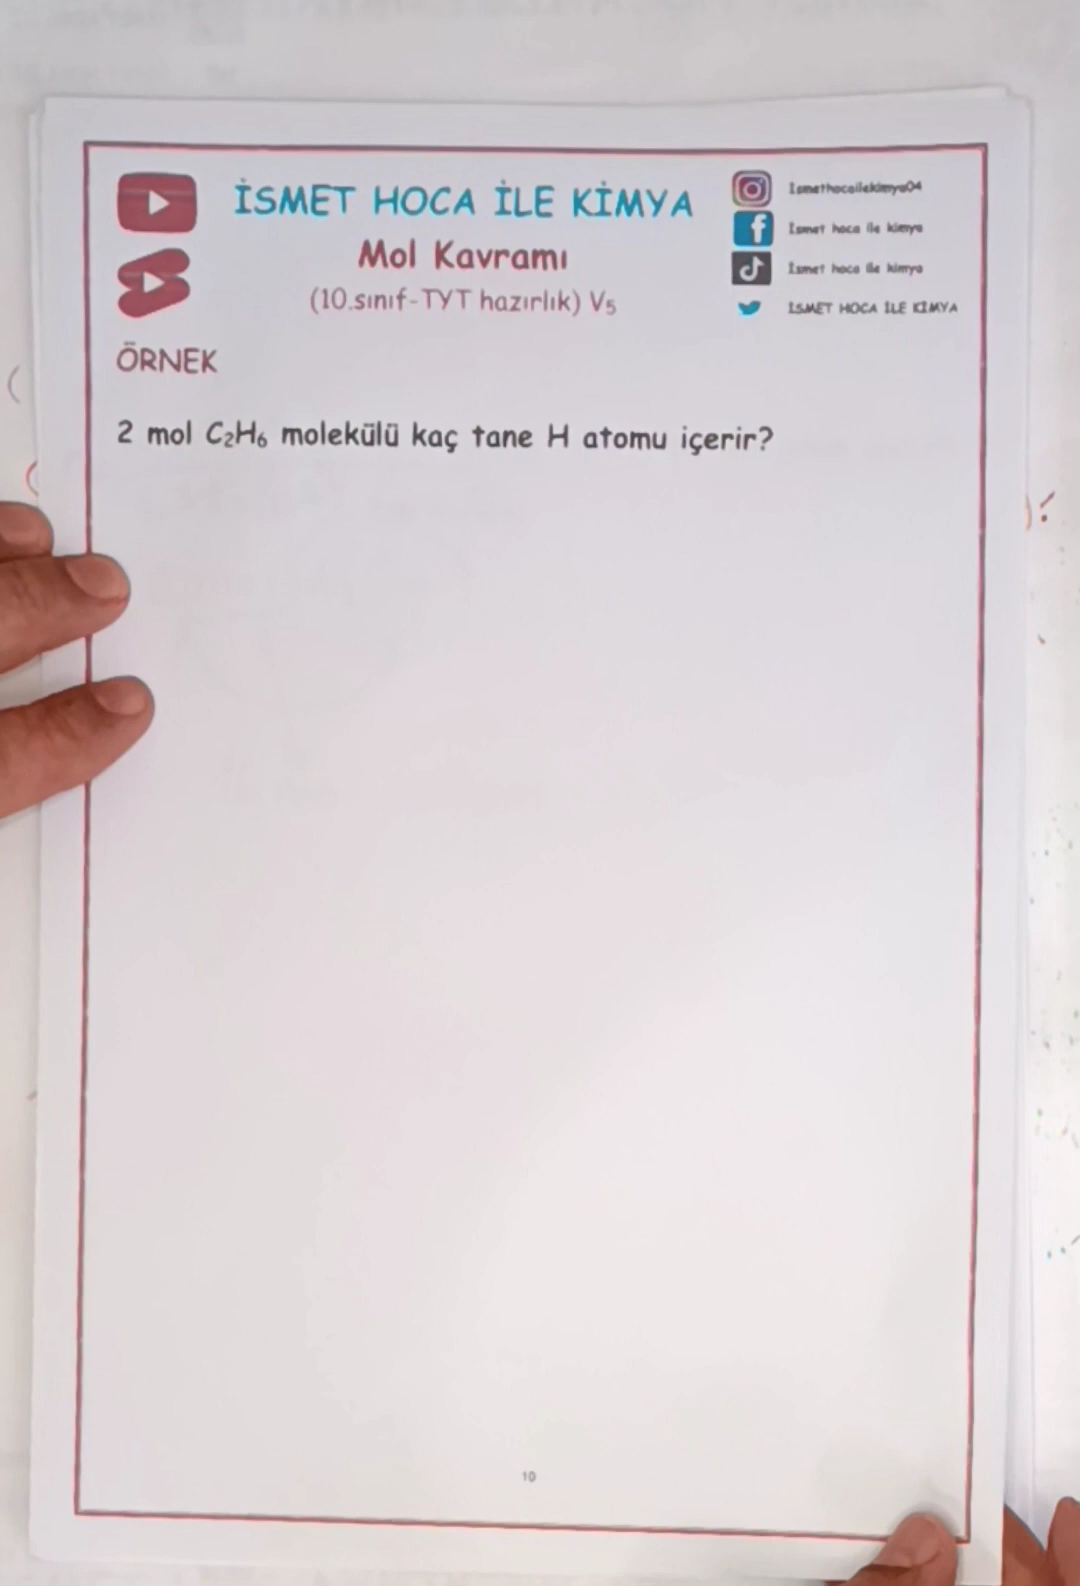 İSMET HOCA İLE KİMYA
Mol Kavramı
(10.sınıf-TYT hazırlık) V5
İsmethocailekimya04
İsmet hoca ile kimya
İsmet hoca ile kimya
İSMET HOCA İLE KİMYA
ÖRNEK
2 mol C₂H₆ molekülü kaç tane H atomu içerir?
10